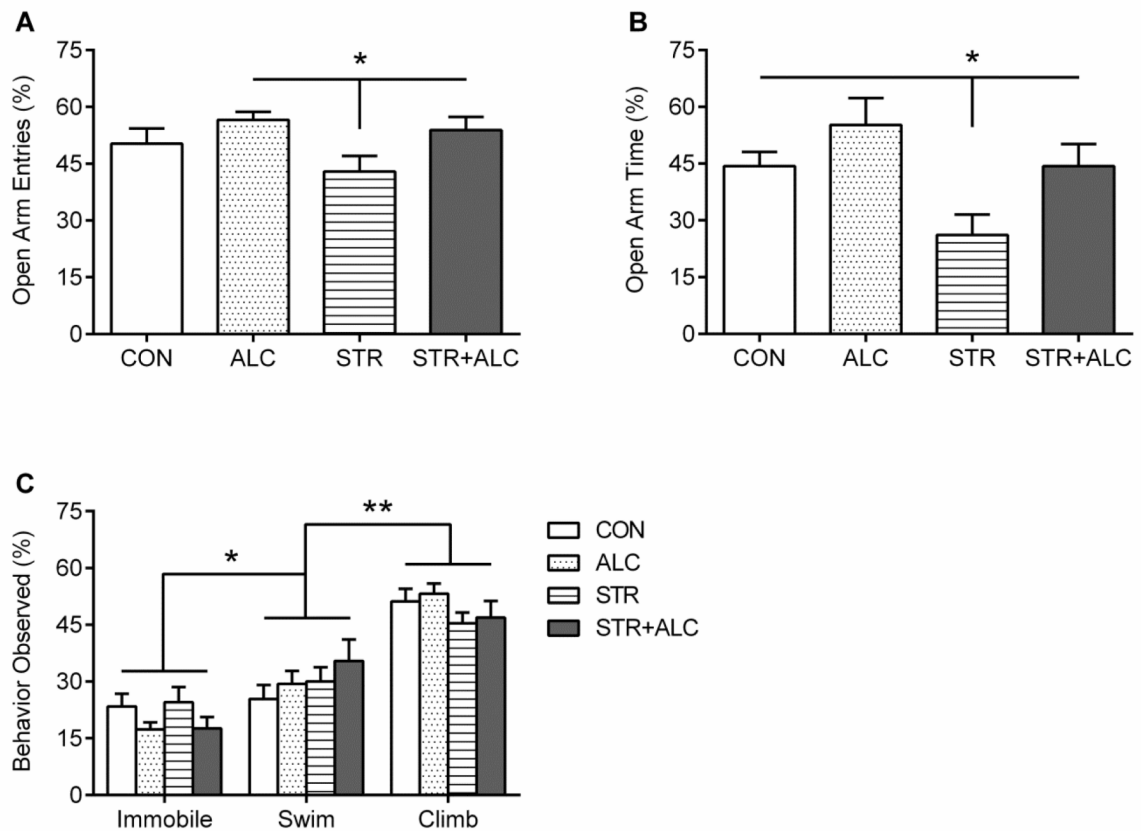 A
Open Arm Entries (%)
75
60
45
30
15
0
*
CON ALC STR STR+ALC
B
Open Arm Time (%)
75
60
45
30
15
0
*
CON ALC STR STR+ALC
C
Behavior Observed (%)
75
60
45
30
15
0
*
**
Immobile Swim Climb
CON
ALC
STR
STR+ALC